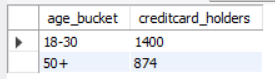 age_bucket creditcard_holders
18-30 1400
50+ 874